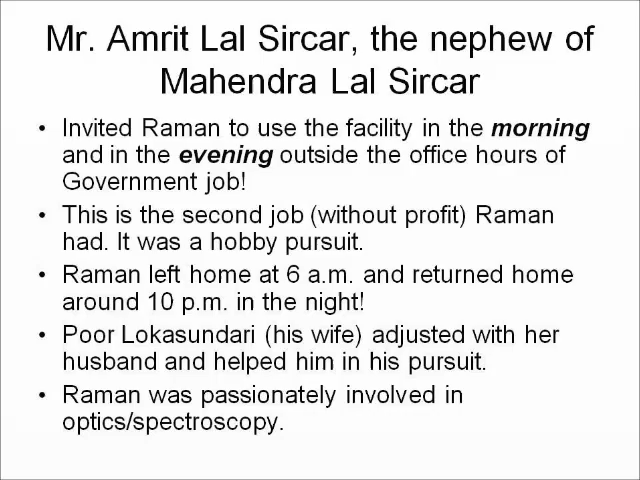 Mr. Amrit Lal Sircar, the nephew of
Mahendra Lal Sircar
• Invited Raman to use the facility in the morning
and in the evening outside the office hours of
Government job!
• This is the second job (without profit) Raman
had. It was a hobby pursuit.
• Raman left home at 6 a.m. and returned home
around 10 p.m. in the night!
• Poor Lokasundari (his wife) adjusted with her
husband and helped him in his pursuit.
• Raman was passionately involved in
optics/spectroscopy.